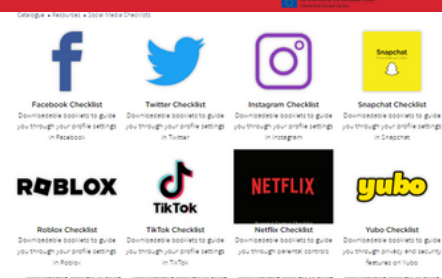 Catalogue • Resources • Social Media Checklists
Snapchat
Facebook Checklist
Downloadable booklets to guide
you through your profile settings
in Facebook
Twitter Checklist
Downloadable booklets to guide
you through your profile settings
in Twitter
Instagram Checklist
Downloadable booklets to guide
you through your profile settings
in Instagram
Snapchat Checklist
Downloadable booklets to guide
you through your profile settings
in Snapchat
ROBLOX
TikTok
NETFLIX
yubo
Roblox Checklist
Downloadable booklets to guide
you through your profile settings
in Roblox
TikTok Checklist
Downloadable booklets to guide
you through your profile settings
in TikTok
Netflix Checklist
Downloadable booklets to guide
you through parental controls
Yubo Checklist
Downloadable booklets to guide
you through privacy and security
features on Yubo